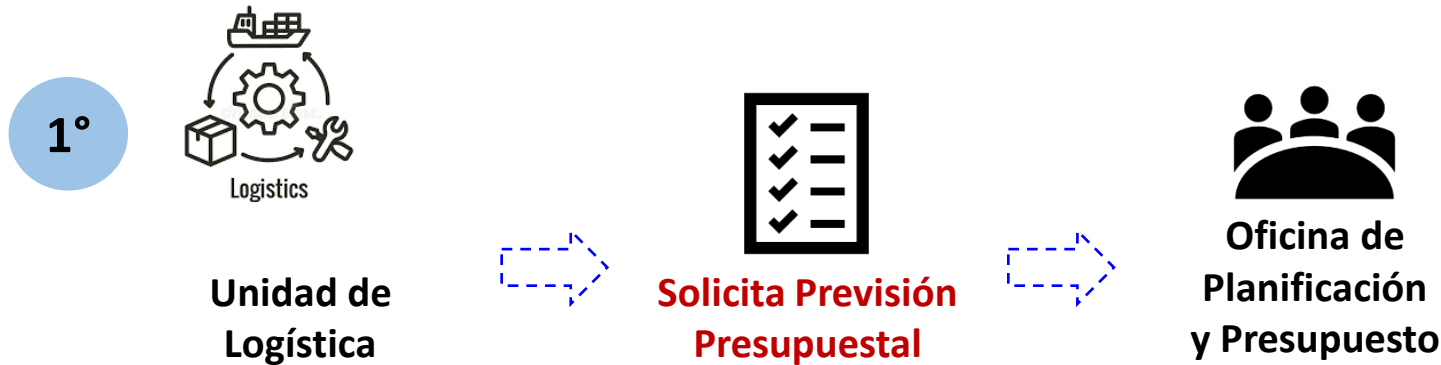 1°
Logistics
Unidad de
Logística
Solicita Previsión
Presupuestal
Oficina de
Planificación
y Presupuesto